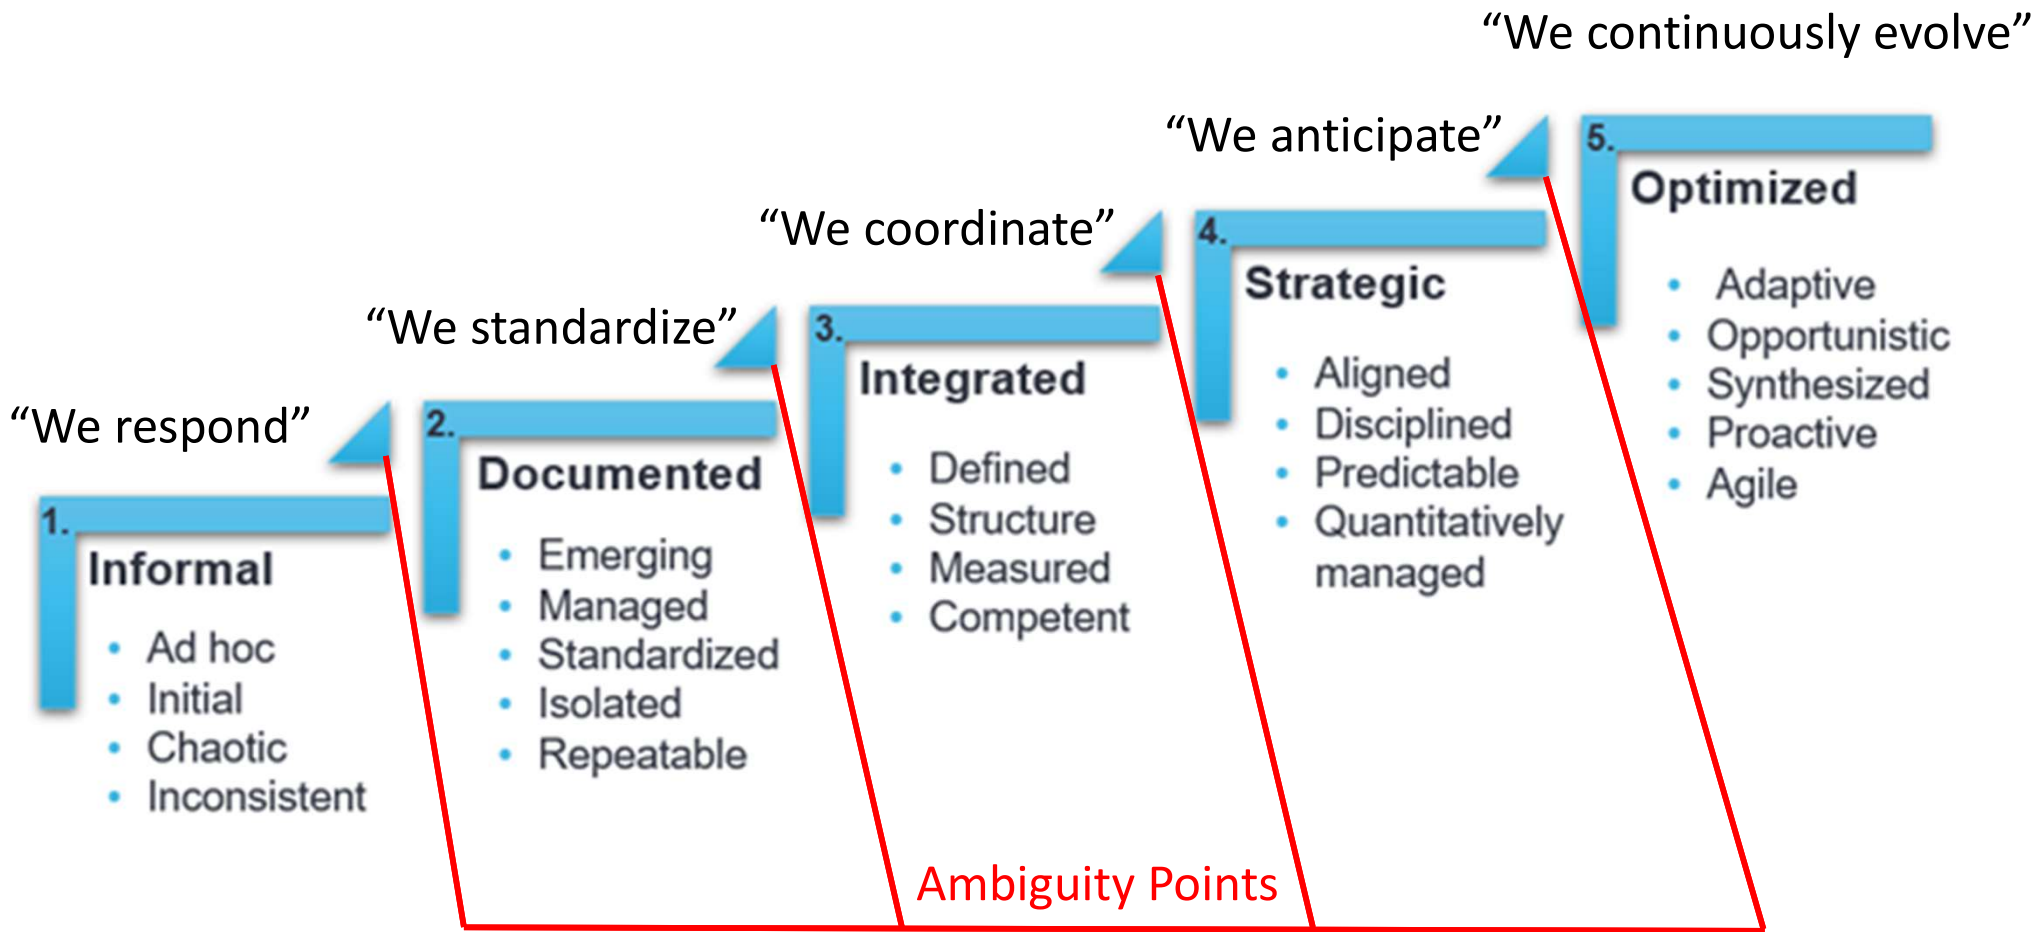 “We respond”
1.
Informal
• Ad hoc
• Initial
• Chaotic
• Inconsistent
“We standardize”
2.
Documented
• Emerging
• Managed
• Standardized
• Isolated
• Repeatable
“We coordinate”
3.
Integrated
• Defined
• Structure
• Measured
• Competent
“We anticipate”
4.
Strategic
• Aligned
• Disciplined
• Predictable
• Quantitatively
managed
“We continuously evolve”
5.
Optimized
• Adaptive
• Opportunistic
• Synthesized
• Proactive
• Agile
Ambiguity Points